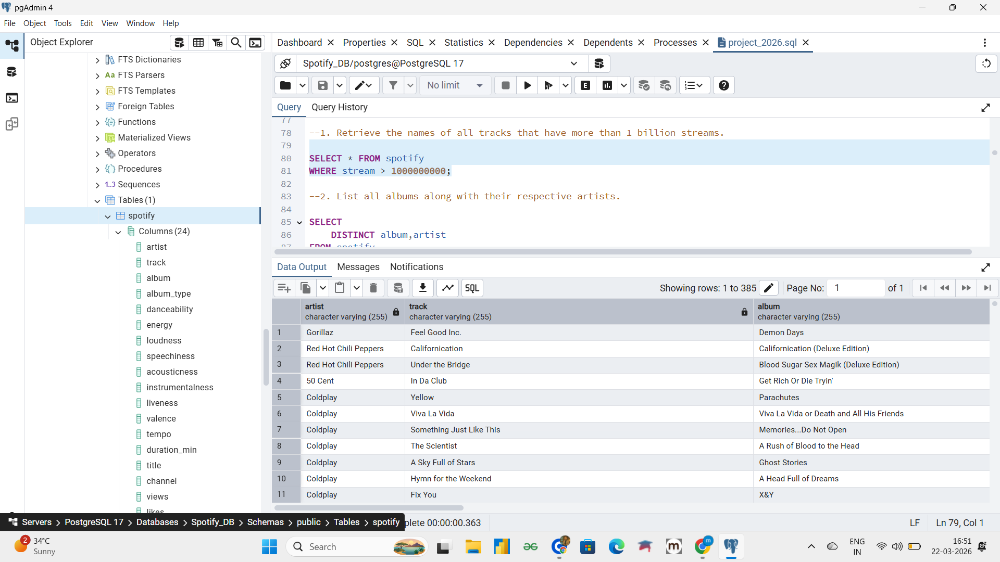 pgAdmin 4
File Object Tools Edit View Window Help
Object Explorer
Dashboard Properties SQL Statistics Dependencies Dependents Processes project_2026.sql
Spotify_DB/postgres@PostgreSQL 17
No limit
E
Query Query History
FTS Dictionaries
Aa FTS Parsers
FTS Templates
Foreign Tables
Functions
Materialized Views
Operators
Procedures
1..3 Sequences
Tables (1)
spotify
Columns (24)
artist
track
album
album_type
danceability
energy
loudness
speechiness
acousticness
instrumentalness
liveness
valence
tempo
duration_min
title
channel
views
likes
77
78 --1. Retrieve the names of all tracks that have more than 1 billion streams.
79
80 SELECT * FROM spotify
81 WHERE stream > 1000000000;
82
83 --2. List all albums along with their respective artists.
84
85 SELECT
86 DISTINCT album,artist
87 FROM spotify
Data Output Messages Notifications
SQL Showing rows: 1 to 385 Page No: 1 of 1
artist track album
character varying (255) character varying (255) character varying (255)
1 Gorillaz Feel Good Inc. Demon Days
2 Red Hot Chili Peppers Californication Californication (Deluxe Edition)
3 Red Hot Chili Peppers Under the Bridge Blood Sugar Sex Magik (Deluxe Edition)
4 50 Cent In Da Club Get Rich Or Die Tryin'
5 Coldplay Yellow Parachutes
6 Coldplay Viva La Vida Viva La Vida or Death and All His Friends
7 Coldplay Something Just Like This Memories...Do Not Open
8 Coldplay The Scientist A Rush of Blood to the Head
9 Coldplay A Sky Full of Stars Ghost Stories
10 Coldplay Hymn for the Weekend A Head Full of Dreams
11 Coldplay Fix You X&Y
Servers > PostgreSQL 17 > Databases > Spotify_DB > Schemas > public > Tables > spotify
plete 00:00:00.363
LF Ln 79, Col 1
2
34°C
Sunny
Search
m
m
ENG
IN
16:51
22-03-2026